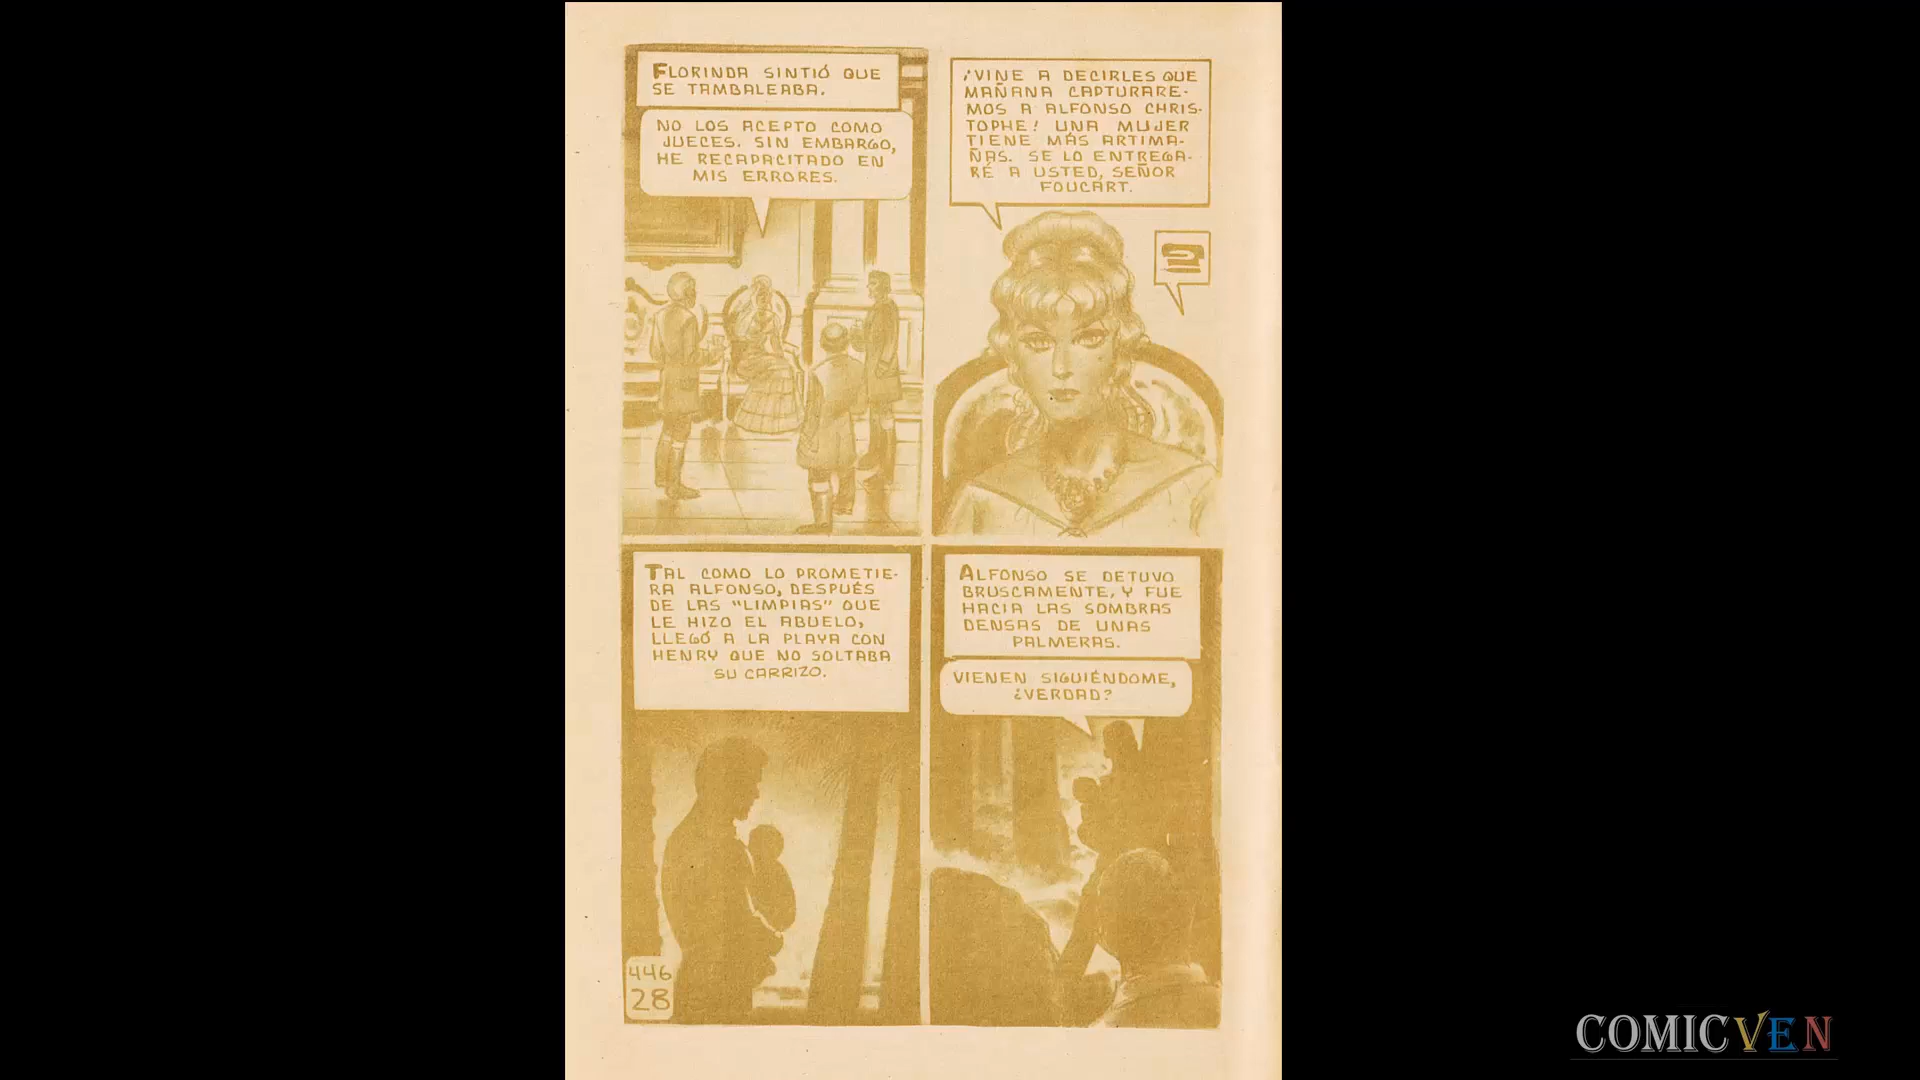 FLORINDA SINTIÓ QUE
SE TAMBALEABA.
NO LOS ACEPTO COMO
JUECES. SIN EMBARGO,
HE RECAPACITADO EN
MIS ERRORES.
¡VINE A DECIRLES QUE
MAÑANA CAPTURARE-
MOS A ALFONSO CHRIS-
TOPHE! UNA MUJER
TIENE MÁS ARTIMA-
ÑAS. SE LO ENTREGA-
RÉ A USTED, SEÑOR
FOUCART.
TAL COMO LO PROMETIE-
RA ALFONSO, DESPUÉS
DE LAS "LIMPIAS" QUE
LE HIZO EL ABUELO,
LLEGÓ A LA PLAYA CON
HENRY QUE NO SOLTABA
SU CARRIZO.
ALFONSO SE DETUVO
BRUSCAMENTE, Y FUE
HACIA LAS SOMBRAS
DENSAS DE UNAS
PALMERAS.
VIENEN SIGUIÉNDOME,
¿VERDAD?
446
28
COMICVEN